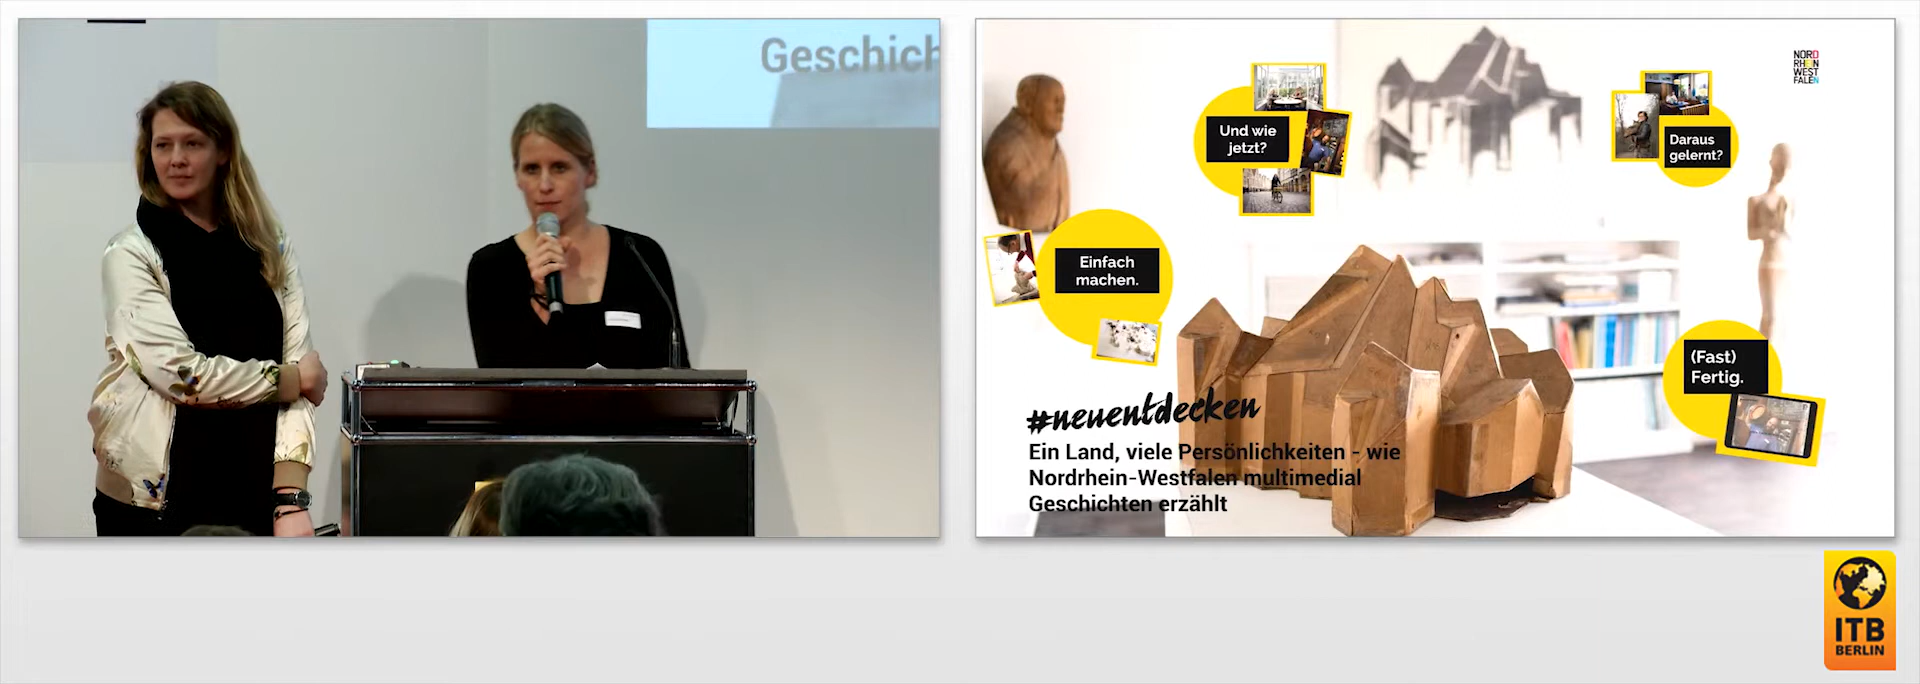 Geschich
NORD
RHEIN
WEST
FALEN
Und wie
jetzt?
Daraus
gelernt?
Einfach
machen.
(Fast)
Fertig.
#neuentdecken
Ein Land, viele Persönlichkeiten - wie
Nordrhein-Westfalen multimedial
Geschichten erzählt
ITB
BERLIN